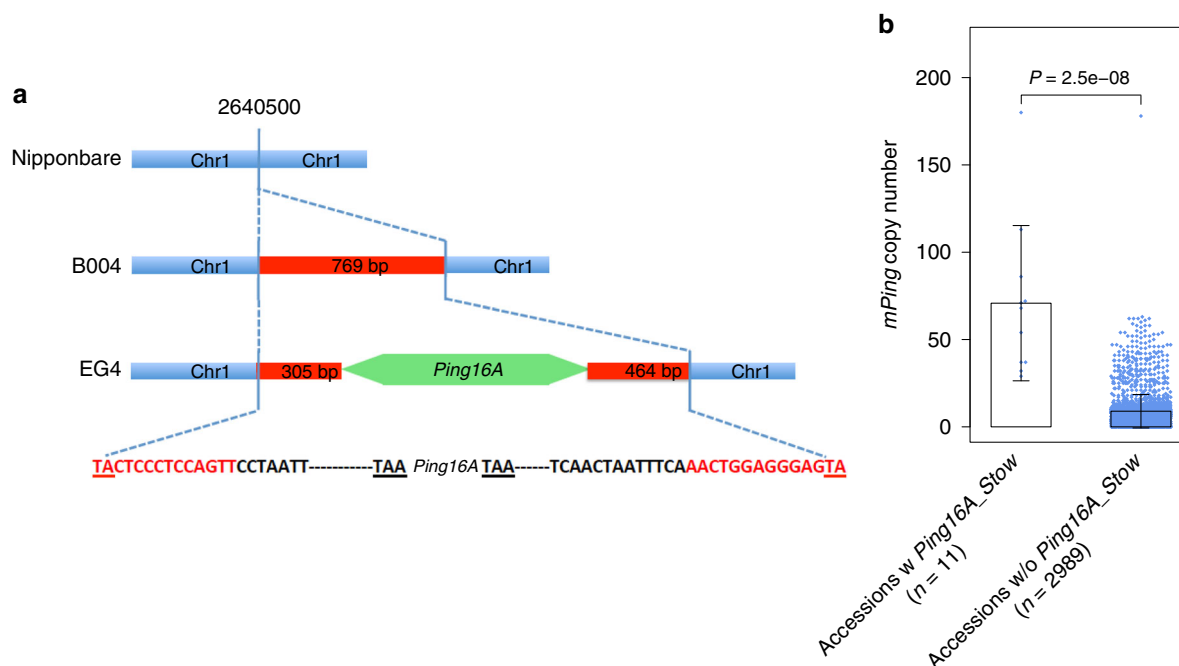 a
2640500
Nipponbare
Chr1 Chr1
B004
Chr1 769 bp Chr1
EG4
Chr1 305 bp Ping16A 464 bp Chr1
TACTCCCTCCAGTTCCTAATT-----------TAA Ping16A TAA------TCAACTAATTTCAAACTGGAGGGAGTA
b
P = 2.5e−08
mPing copy number
200
150
100
50
0
Accessions w Ping16A_Stow
(n = 11)
Accessions w/o Ping16A_Stow
(n = 2989)